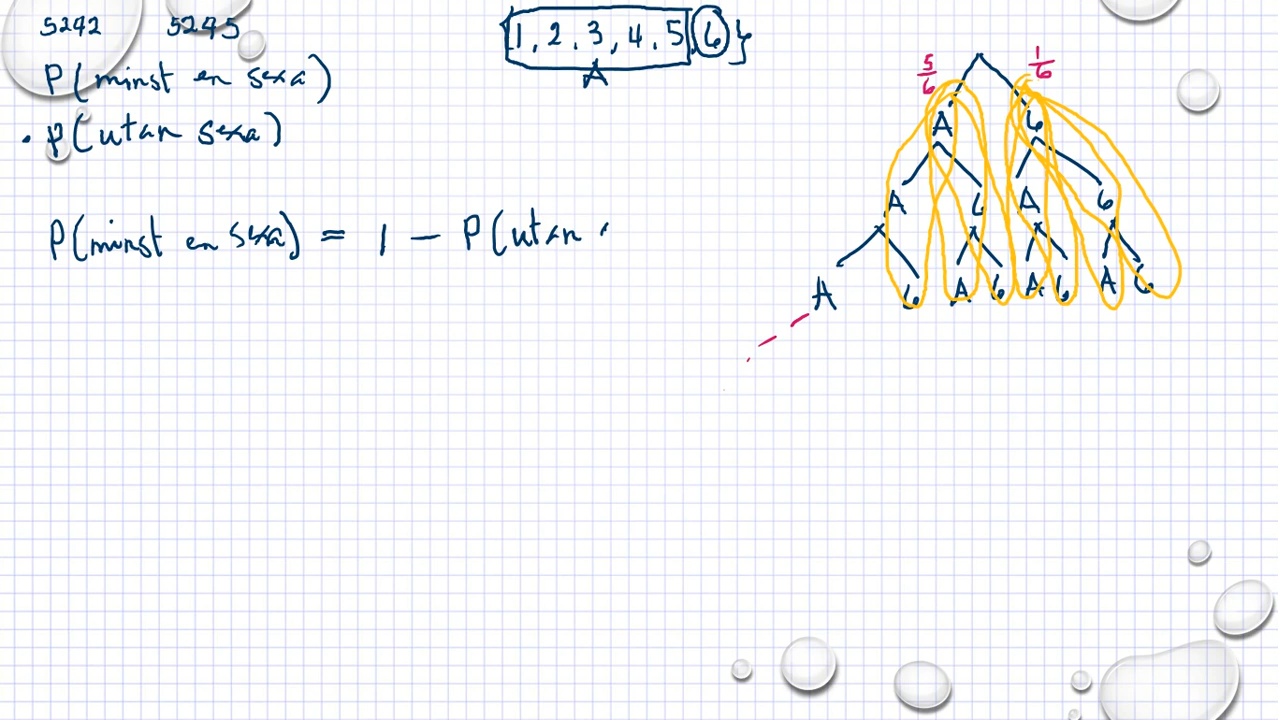 5242 5245
P(minst en sexa)
. P(utan sexa)
P(minst en sexa) = 1 - P(utan
1, 2, 3, 4, 5, 6}
A
5/6 1/6
A 6
A 6 A 6
A 6 A 6 A 6 A 6